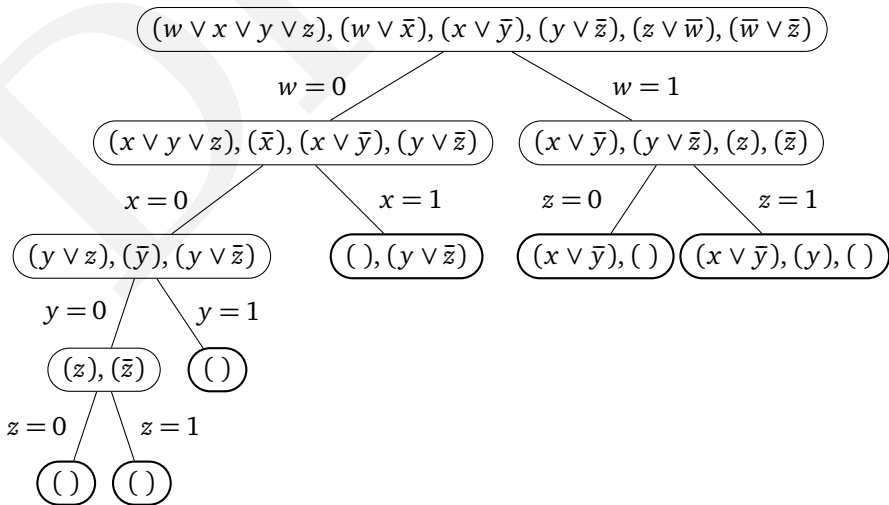 (w ∨ x ∨ y ∨ z), (w ∨ x̄), (x ∨ ȳ), (y ∨ z̄), (z ∨ w̄), (w̄ ∨ z̄)
w = 0 w = 1
(x ∨ y ∨ z), (x̄), (x ∨ ȳ), (y ∨ z̄) (x ∨ ȳ), (y ∨ z̄), (z), (z̄)
x = 0 x = 1 z = 0 z = 1
(y ∨ z), (ȳ), (y ∨ z̄) ( ), (y ∨ z̄) (x ∨ ȳ), ( ) (x ∨ ȳ), (y), ( )
y = 0 y = 1
(z), (z̄) ( )
z = 0 z = 1
( ) ( )